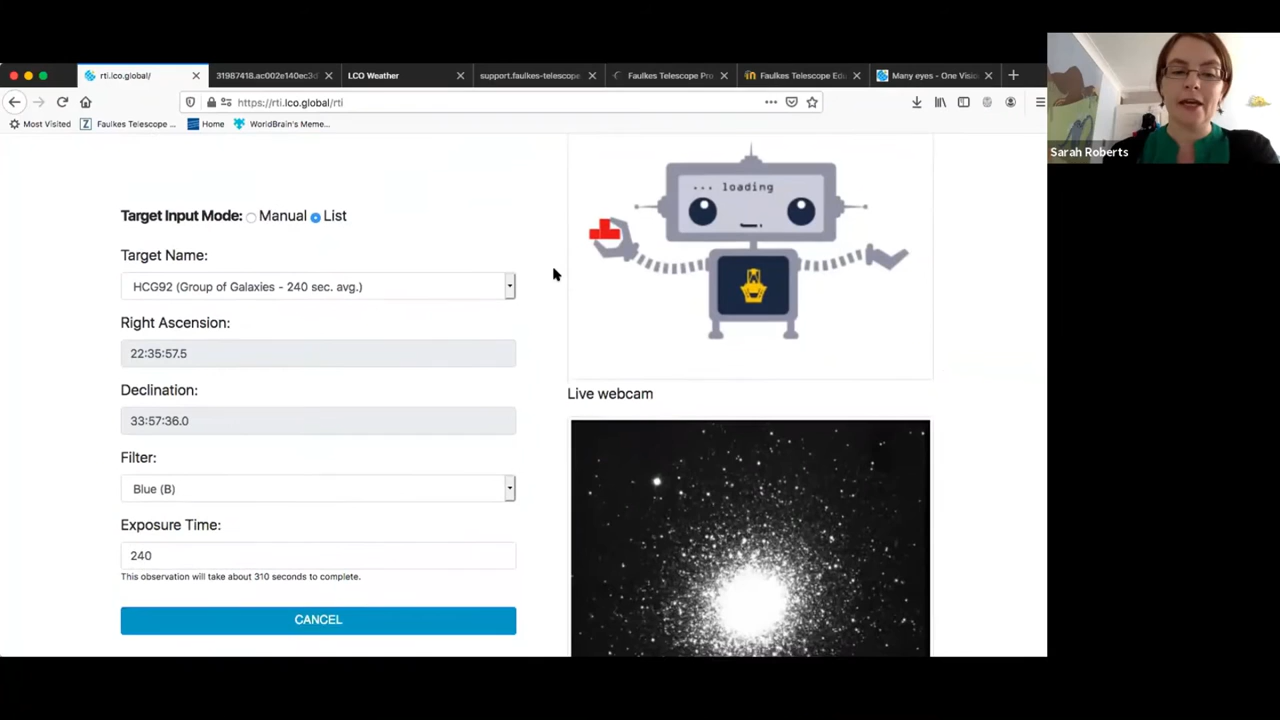 rti.lco.global/
31987418.ac002e140ec3d
LCO Weather
support.faulkes-telescope
Faulkes Telescope Pro
Faulkes Telescope Edu
Many eyes - One Visio
https://rti.lco.global/rti
Most Visited
Faulkes Telescope ...
Home
WorldBrain's Meme...
Sarah Roberts
Target Input Mode: Manual List
Target Name:
HCG92 (Group of Galaxies - 240 sec. avg.)
Right Ascension:
22:35:57.5
Declination:
33:57:36.0
Filter:
Blue (B)
Exposure Time:
240
This observation will take about 310 seconds to complete.
CANCEL
... loading
Live webcam